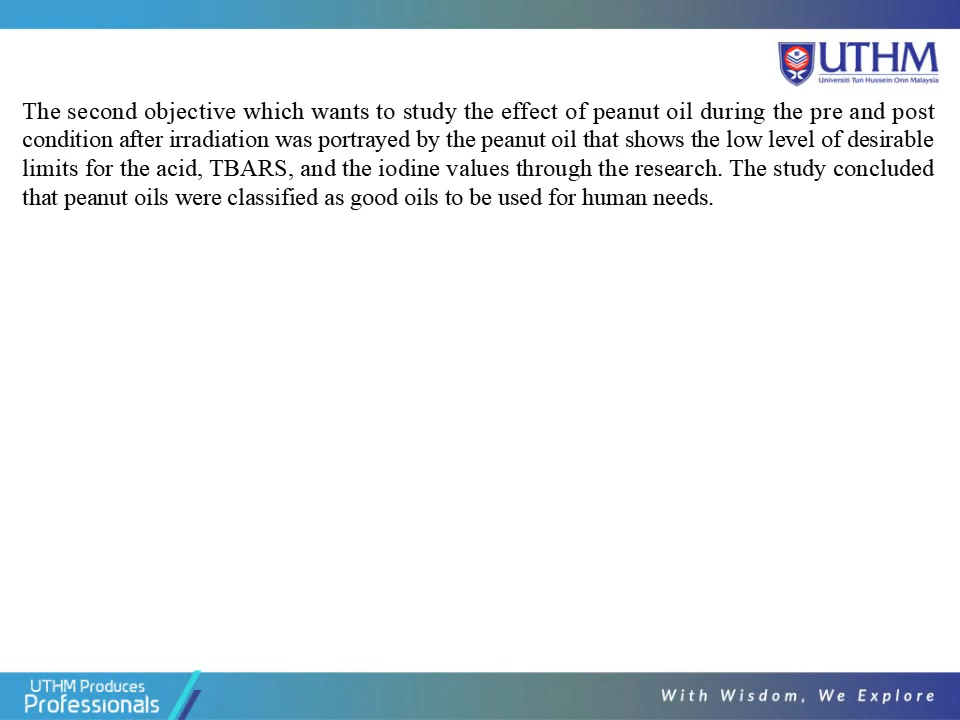 UTHM
Universiti Tun Hussein Onn Malaysia
The second objective which wants to study the effect of peanut oil during the pre and post
condition after irradiation was portrayed by the peanut oil that shows the low level of desirable
limits for the acid, TBARS, and the iodine values through the research. The study concluded
that peanut oils were classified as good oils to be used for human needs.
UTHM Produces
Professionals
With Wisdom, We Explore